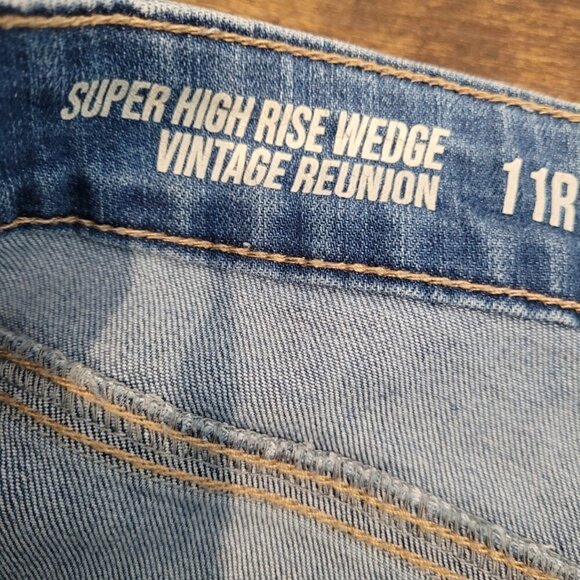 SUPER HIGH RISE WEDGE
VINTAGE REUNION
11R